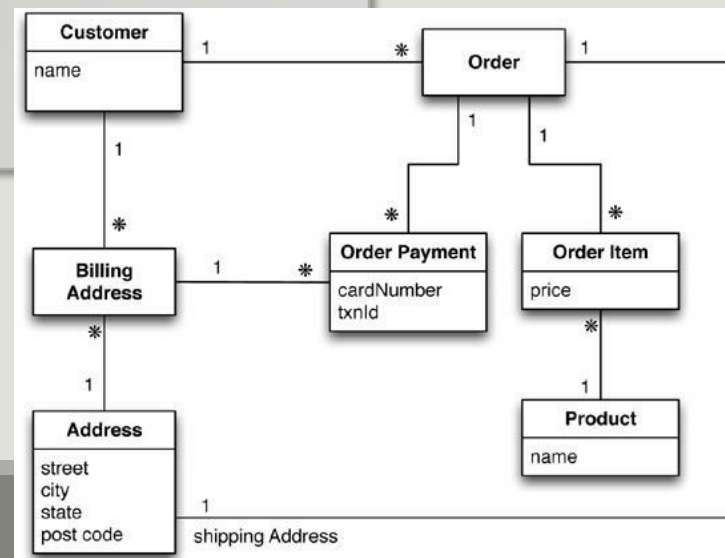 Customer
name
1
*
Order
1
1
*
1
*
1
*
Billing
Address
1
*
Order Payment
cardNumber
txnId
Order Item
price
*
1
*
1
Product
name
Address
street
city
state
post code
1
shipping Address